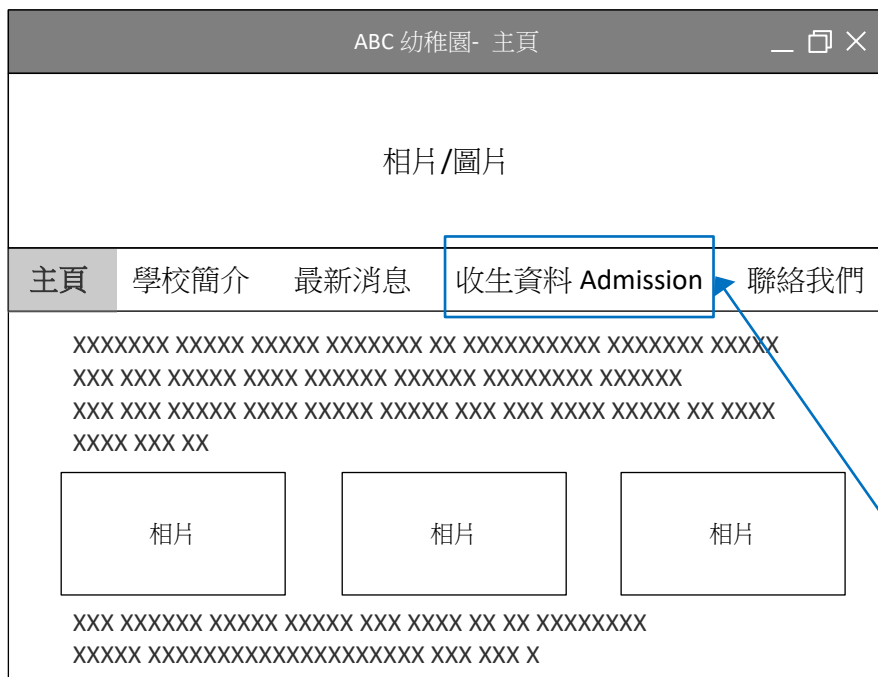 ABC 幼稚園- 主頁
相片/圖片
主頁 學校簡介 最新消息 收生資料 Admission 聯絡我們
XXXXXXX XXXXX XXXXX XXXXXXX XX XXXXXXXXXX XXXXXXX XXXXX
XXX XXX XXXXX XXXX XXXXXX XXXXXX XXXXXXXX XXXXXX
XXX XXX XXXXX XXXX XXXXX XXXXX XXX XXX XXXX XXXXX XX XXXX
XXXX XXX XX
相片 相片 相片
XXX XXXXXX XXXXX XXXXX XXX XXXX XX XX XXXXXXXX
XXXXX XXXXXXXXXXXXXXXXXXXX XXX XXX X